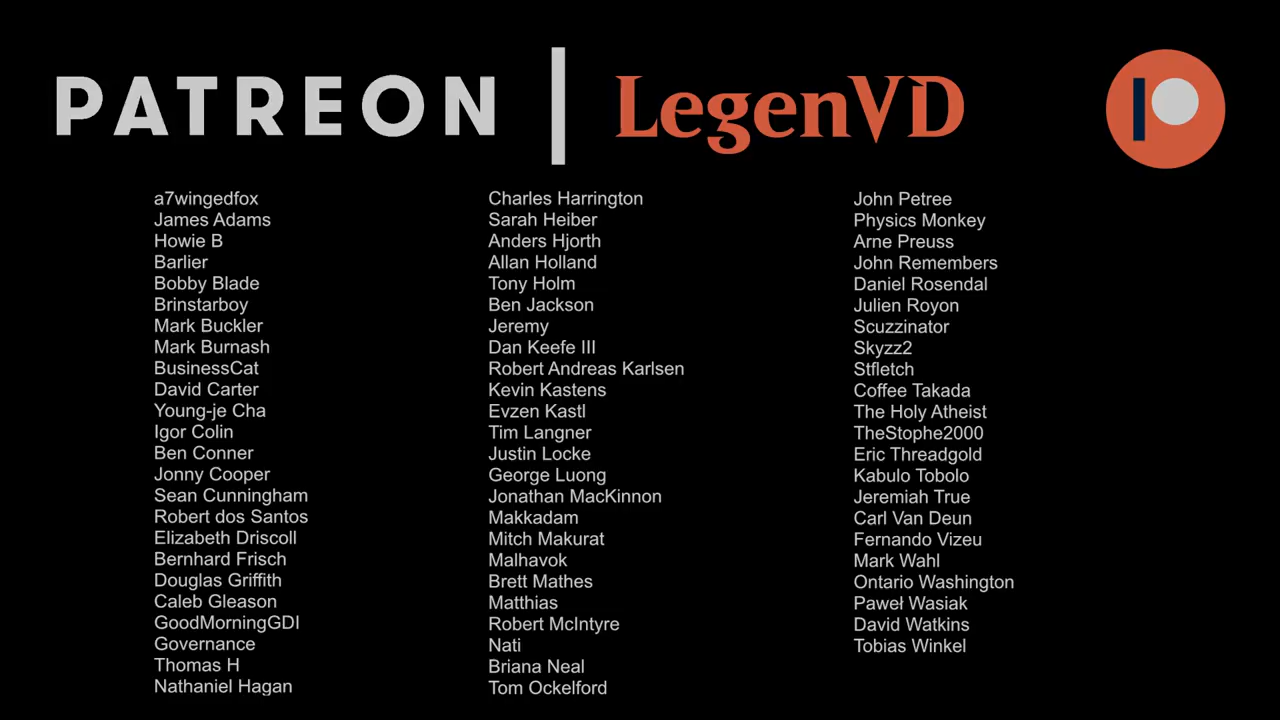 PATREON | LegenVD
a7wingedfox
James Adams
Howie B
Barlier
Bobby Blade
Brinstarboy
Mark Buckler
Mark Burnash
BusinessCat
David Carter
Young-je Cha
Igor Colin
Ben Conner
Jonny Cooper
Sean Cunningham
Robert dos Santos
Elizabeth Driscoll
Bernhard Frisch
Douglas Griffith
Caleb Gleason
GoodMorningGDI
Governance
Thomas H
Nathaniel Hagan
Charles Harrington
Sarah Heiber
Anders Hjorth
Allan Holland
Tony Holm
Ben Jackson
Jeremy
Dan Keefe III
Robert Andreas Karlsen
Kevin Kastens
Evzen Kastl
Tim Langner
Justin Locke
George Luong
Jonathan MacKinnon
Makkadam
Mitch Makurat
Malhavok
Brett Mathes
Matthias
Robert McIntyre
Nati
Briana Neal
Tom Ockelford
John Petree
Physics Monkey
Arne Preuss
John Remembers
Daniel Rosendal
Julien Royon
Scuzzinator
Skyzz2
Stfletch
Coffee Takada
The Holy Atheist
TheStophe2000
Eric Threadgold
Kabulo Tobolo
Jeremiah True
Carl Van Deun
Fernando Vizeu
Mark Wahl
Ontario Washington
Paweł Wasiak
David Watkins
Tobias Winkel